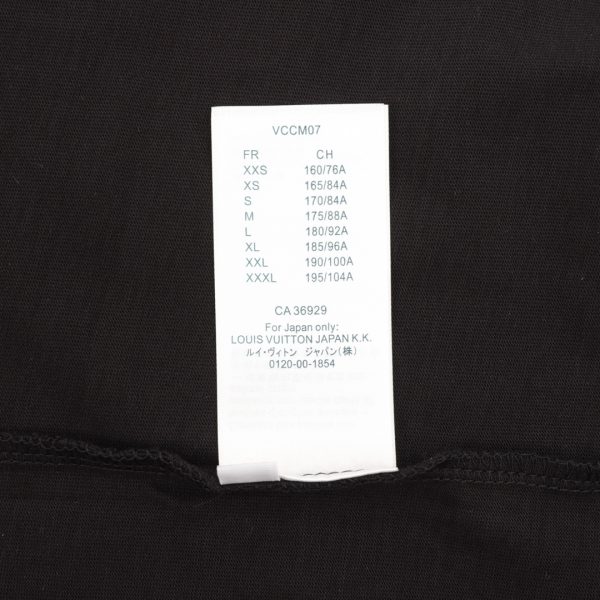 VCCM07
FR CH
XXS 160/76A
XS 165/84A
S 170/84A
M 175/88A
L 180/92A
XL 185/96A
XXL 190/100A
XXXL 195/104A
CA 36929
For Japan only:
LOUIS VUITTON JAPAN K.K.
ルイ・ヴィトン ジャパン(株)
0120-00-1854